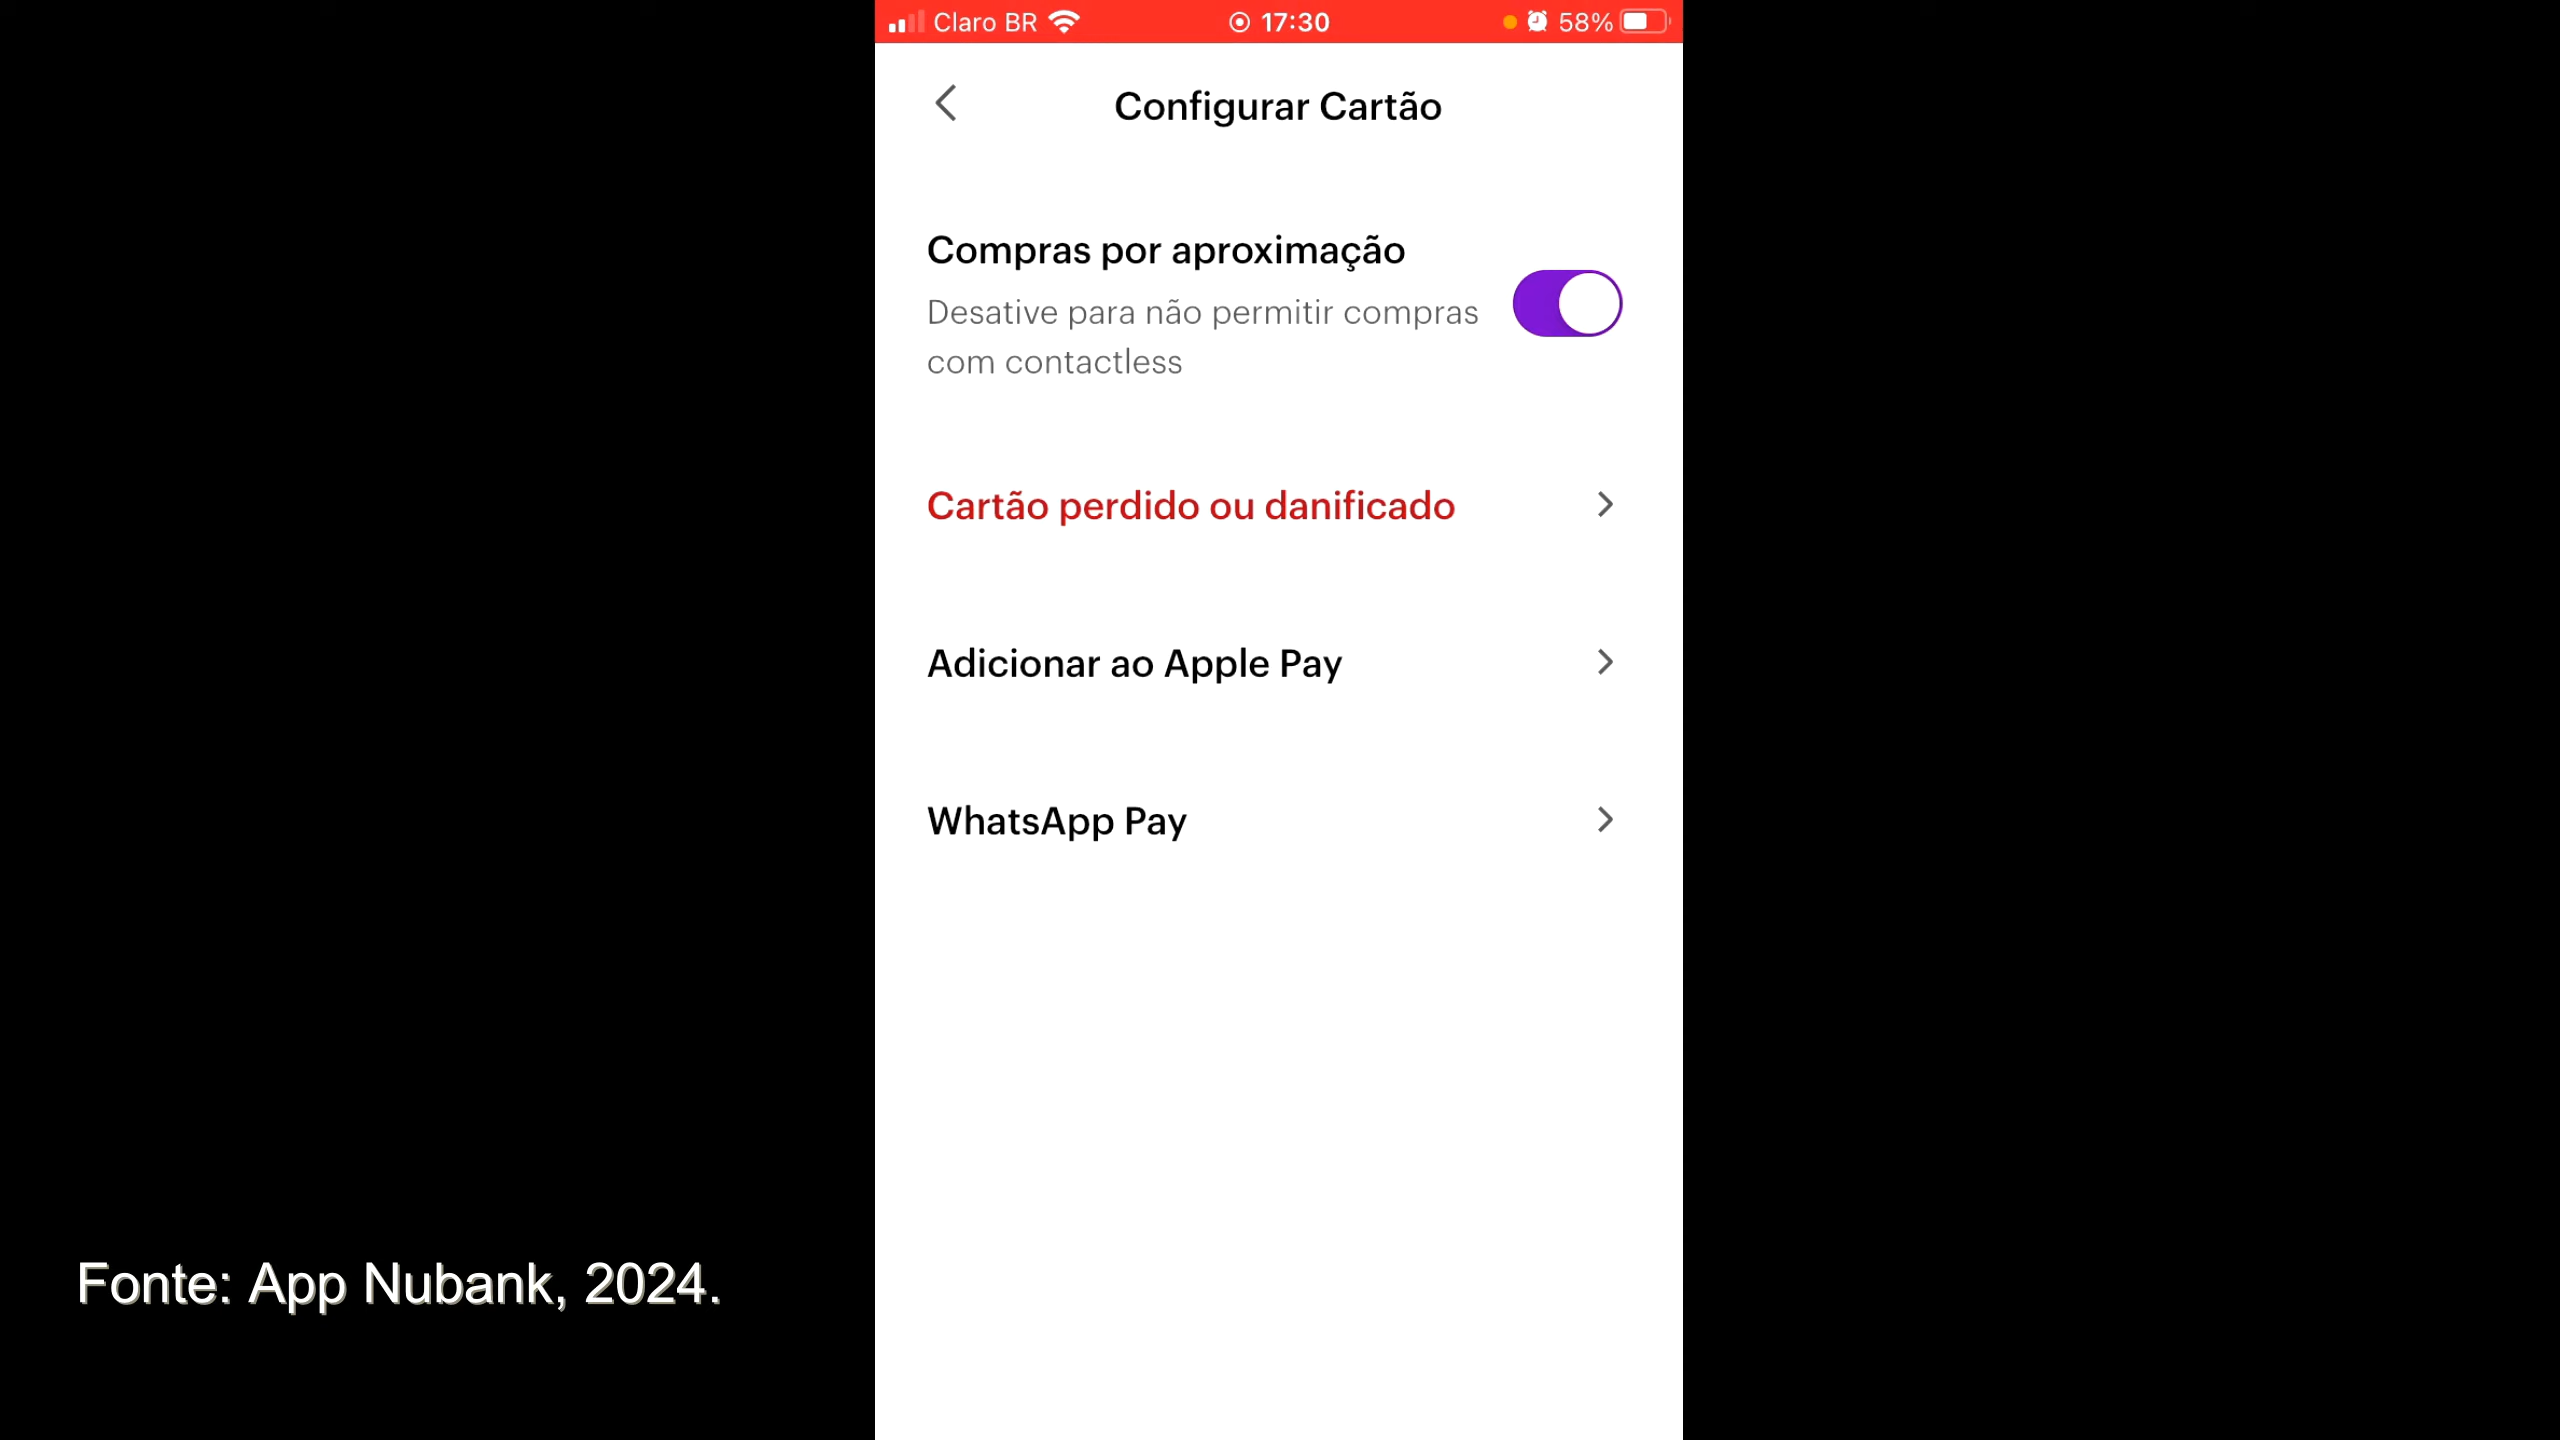 Claro BR 17:30 58%
Configurar Cartão
Compras por aproximação
Desative para não permitir compras
com contactless
Cartão perdido ou danificado
Adicionar ao Apple Pay
WhatsApp Pay
Fonte: App Nubank, 2024.